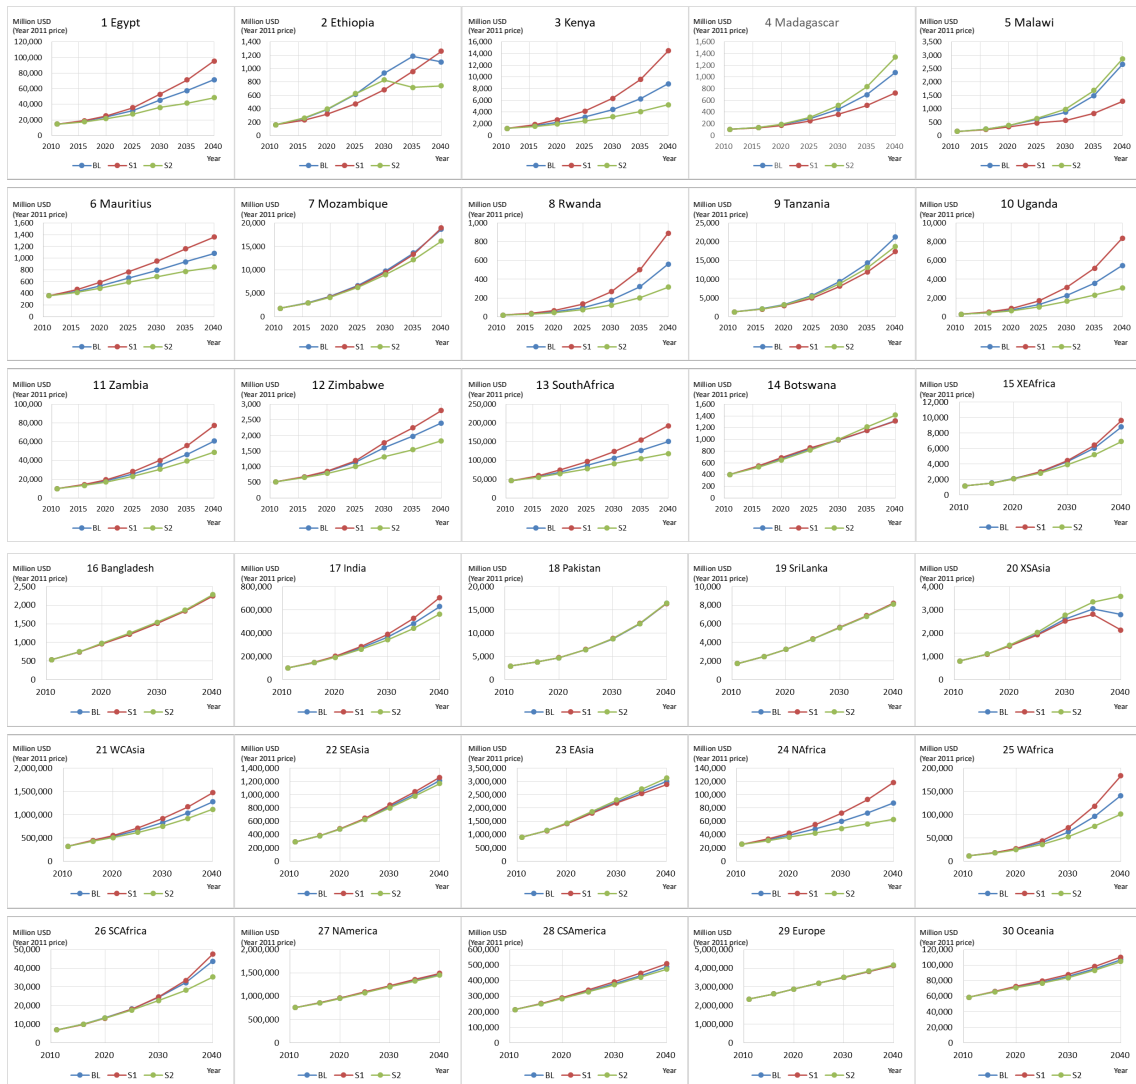 Million USD
(Year 2011 price)
1 Egypt
120,000
100,000
80,000
60,000
40,000
20,000
0
2010 2015 2020 2025 2030 2035 2040
Year
BL S1 S2
Million USD
(Year 2011 price)
2 Ethiopia
1,400
1,200
1,000
800
600
400
200
0
2010 2015 2020 2025 2030 2035 2040
Year
BL S1 S2
Million USD
(Year 2011 price)
3 Kenya
16,000
14,000
12,000
10,000
8,000
6,000
4,000
2,000
0
2010 2015 2020 2025 2030 2035 2040
Year
BL S1 S2
Million USD
(Year 2011 price)
4 Madagascar
1,600
1,400
1,200
1,000
800
600
400
200
0
2010 2015 2020 2025 2030 2035 2040
Year
BL S1 S2
Million USD
(Year 2011 price)
5 Malawi
3,500
3,000
2,500
2,000
1,500
1,000
500
0
2010 2015 2020 2025 2030 2035 2040
Year
BL S1 S2
Million USD
(Year 2011 price)
6 Mauritius
1,600
1,400
1,200
1,000
800
600
400
200
0
2010 2015 2020 2025 2030 2035 2040
Year
BL S1 S2
Million USD
(Year 2011 price)
7 Mozambique
20,000
15,000
10,000
5,000
0
2010 2015 2020 2025 2030 2035 2040
Year
BL S1 S2
Million USD
(Year 2011 price)
8 Rwanda
1,000
800
600
400
200
0
2010 2015 2020 2025 2030 2035 2040
Year
BL S1 S2
Million USD
(Year 2011 price)
9 Tanzania
25,000
20,000
15,000
10,000
5,000
0
2010 2015 2020 2025 2030 2035 2040
Year
BL S1 S2
Million USD
(Year 2011 price)
10 Uganda
10,000
8,000
6,000
4,000
2,000
0
2010 2015 2020 2025 2030 2035 2040
Year
BL S1 S2
Million USD
(Year 2011 price)
11 Zambia
100,000
80,000
60,000
40,000
20,000
0
2010 2015 2020 2025 2030 2035 2040
Year
BL S1 S2
Million USD
(Year 2011 price)
12 Zimbabwe
3,000
2,500
2,000
1,500
1,000
500
0
2010 2015 2020 2025 2030 2035 2040
Year
BL S1 S2
Million USD
(Year 2011 price)
13 SouthAfrica
250,000
200,000
150,000
100,000
50,000
0
2010 2015 2020 2025 2030 2035 2040
Year
BL S1 S2
Million USD
(Year 2011 price)
14 Botswana
1,600
1,400
1,200
1,000
800
600
400
200
0
2010 2015 2020 2025 2030 2035 2040
Year
BL S1 S2
Million USD
(Year 2011 price)
15 XEAfrica
12,000
10,000
8,000
6,000
4,000
2,000
0
2010 2020 2030 2040
Year
BL S1 S2
Million USD
(Year 2011 price)
16 Bangladesh
2,500
2,000
1,500
1,000
500
0
2010 2020 2030 2040
Year
BL S1 S2
Million USD
(Year 2011 price)
17 India
800,000
600,000
400,000
200,000
0
2010 2020 2030 2040
Year
BL S1 S2
Million USD
(Year 2011 price)
18 Pakistan
20,000
15,000
10,000
5,000
0
2010 2020 2030 2040
Year
BL S1 S2
Million USD
(Year 2011 price)
19 SriLanka
10,000
8,000
6,000
4,000
2,000
0
2010 2020 2030 2040
Year
BL S1 S2
Million USD
(Year 2011 price)
20 XSAsia
4,000
3,000
2,000
1,000
0
2010 2020 2030 2040
Year
BL S1 S2
Million USD
(Year 2011 price)
21 WCAsia
2,000,000
1,500,000
1,000,000
500,000
0
2010 2020 2030 2040
Year
BL S1 S2
Million USD
(Year 2011 price)
22 SEAsia
1,400,000
1,200,000
1,000,000
800,000
600,000
400,000
200,000
0
2010 2020 2030 2040
Year
BL S1 S2
Million USD
(Year 2011 price)
23 EAsia
3,500,000
3,000,000
2,500,000
2,000,000
1,500,000
1,000,000
500,000
0
2010 2020 2030 2040
Year
BL S1 S2
Million USD
(Year 2011 price)
24 NAfrica
140,000
120,000
100,000
80,000
60,000
40,000
20,000
0
2010 2020 2030 2040
Year
BL S1 S2
Million USD
(Year 2011 price)
25 WAfrica
200,000
150,000
100,000
50,000
0
2010 2020 2030 2040
Year
BL S1 S2
Million USD
(Year 2011 price)
26 SCAfrica
50,000
40,000
30,000
20,000
10,000
0
2010 2020 2030 2040
Year
BL S1 S2
Million USD
(Year 2011 price)
27 NAmerica
2,000,000
1,500,000
1,000,000
500,000
0
2010 2020 2030 2040
Year
BL S1 S2
Million USD
(Year 2011 price)
28 CSAmerica
600,000
500,000
400,000
300,000
200,000
100,000
0
2010 2020 2030 2040
Year
BL S1 S2
Million USD
(Year 2011 price)
29 Europe
5,000,000
4,000,000
3,000,000
2,000,000
1,000,000
0
2010 2020 2030 2040
Year
BL S1 S2
Million USD
(Year 2011 price)
30 Oceania
120,000
100,000
80,000
60,000
40,000
20,000
0
2010 2020 2030 2040
Year
BL S1 S2